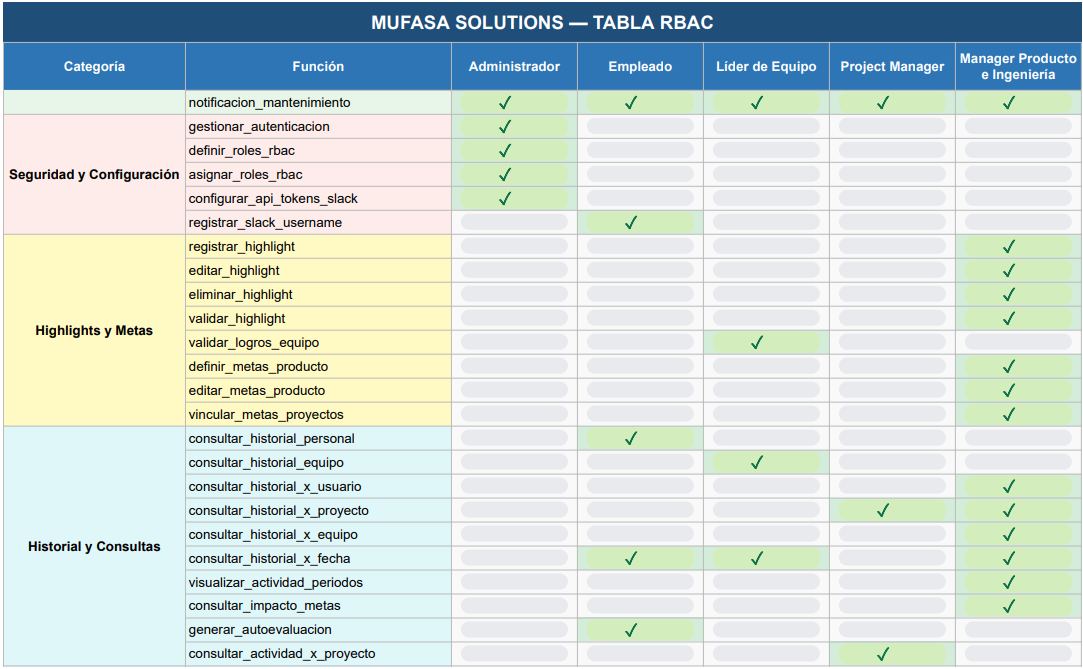 MUFASA SOLUTIONS — TABLA RBAC
Categoría Función Administrador Empleado Líder de Equipo Project Manager Manager Producto e Ingeniería
notificacion_mantenimiento ✓ ✓ ✓ ✓ ✓
Seguridad y Configuración
gestionar_autenticacion ✓
definir_roles_rbac ✓
asignar_roles_rbac ✓
configurar_api_tokens_slack ✓
registrar_slack_username ✓
Highlights y Metas
registrar_highlight ✓
editar_highlight ✓
eliminar_highlight ✓
validar_highlight ✓
validar_logros_equipo ✓
definir_metas_producto ✓
editar_metas_producto ✓
vincular_metas_proyectos ✓
Historial y Consultas
consultar_historial_personal ✓
consultar_historial_equipo ✓
consultar_historial_x_usuario ✓
consultar_historial_x_proyecto ✓ ✓
consultar_historial_x_equipo ✓
consultar_historial_x_fecha ✓ ✓ ✓
visualizar_actividad_periodos ✓
consultar_impacto_metas ✓
generar_autoevaluacion ✓
consultar_actividad_x_proyecto ✓